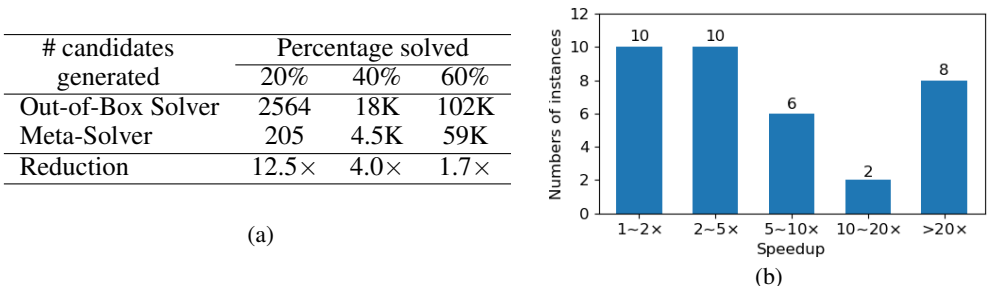 # candidates Percentage solved
generated 20% 40% 60%
Out-of-Box Solver 2564 18K 102K
Meta-Solver 205 4.5K 59K
Reduction 12.5× 4.0× 1.7×
(a)
Numbers of instances
12
10
8
6
4
2
0
10 10 6 2 8
1~2× 2~5× 5~10× 10~20× >20×
Speedup
(b)